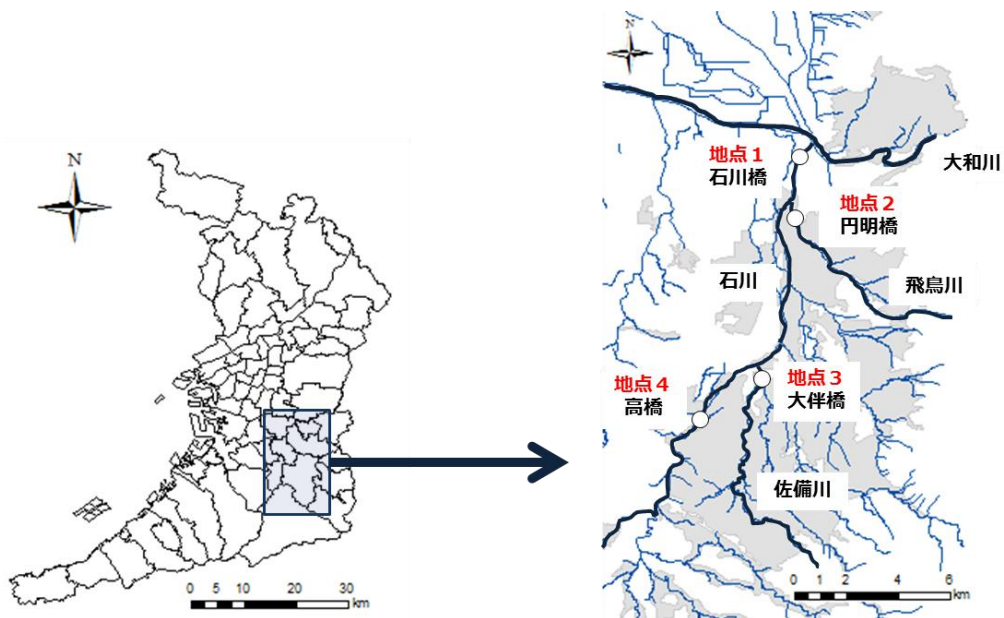 N
0 5 10 20 30
km
N
地点１
石川橋
大和川
地点２
円明橋
石川
飛鳥川
地点４
高橋
地点３
大伴橋
佐備川
0 1 2 4 6
km